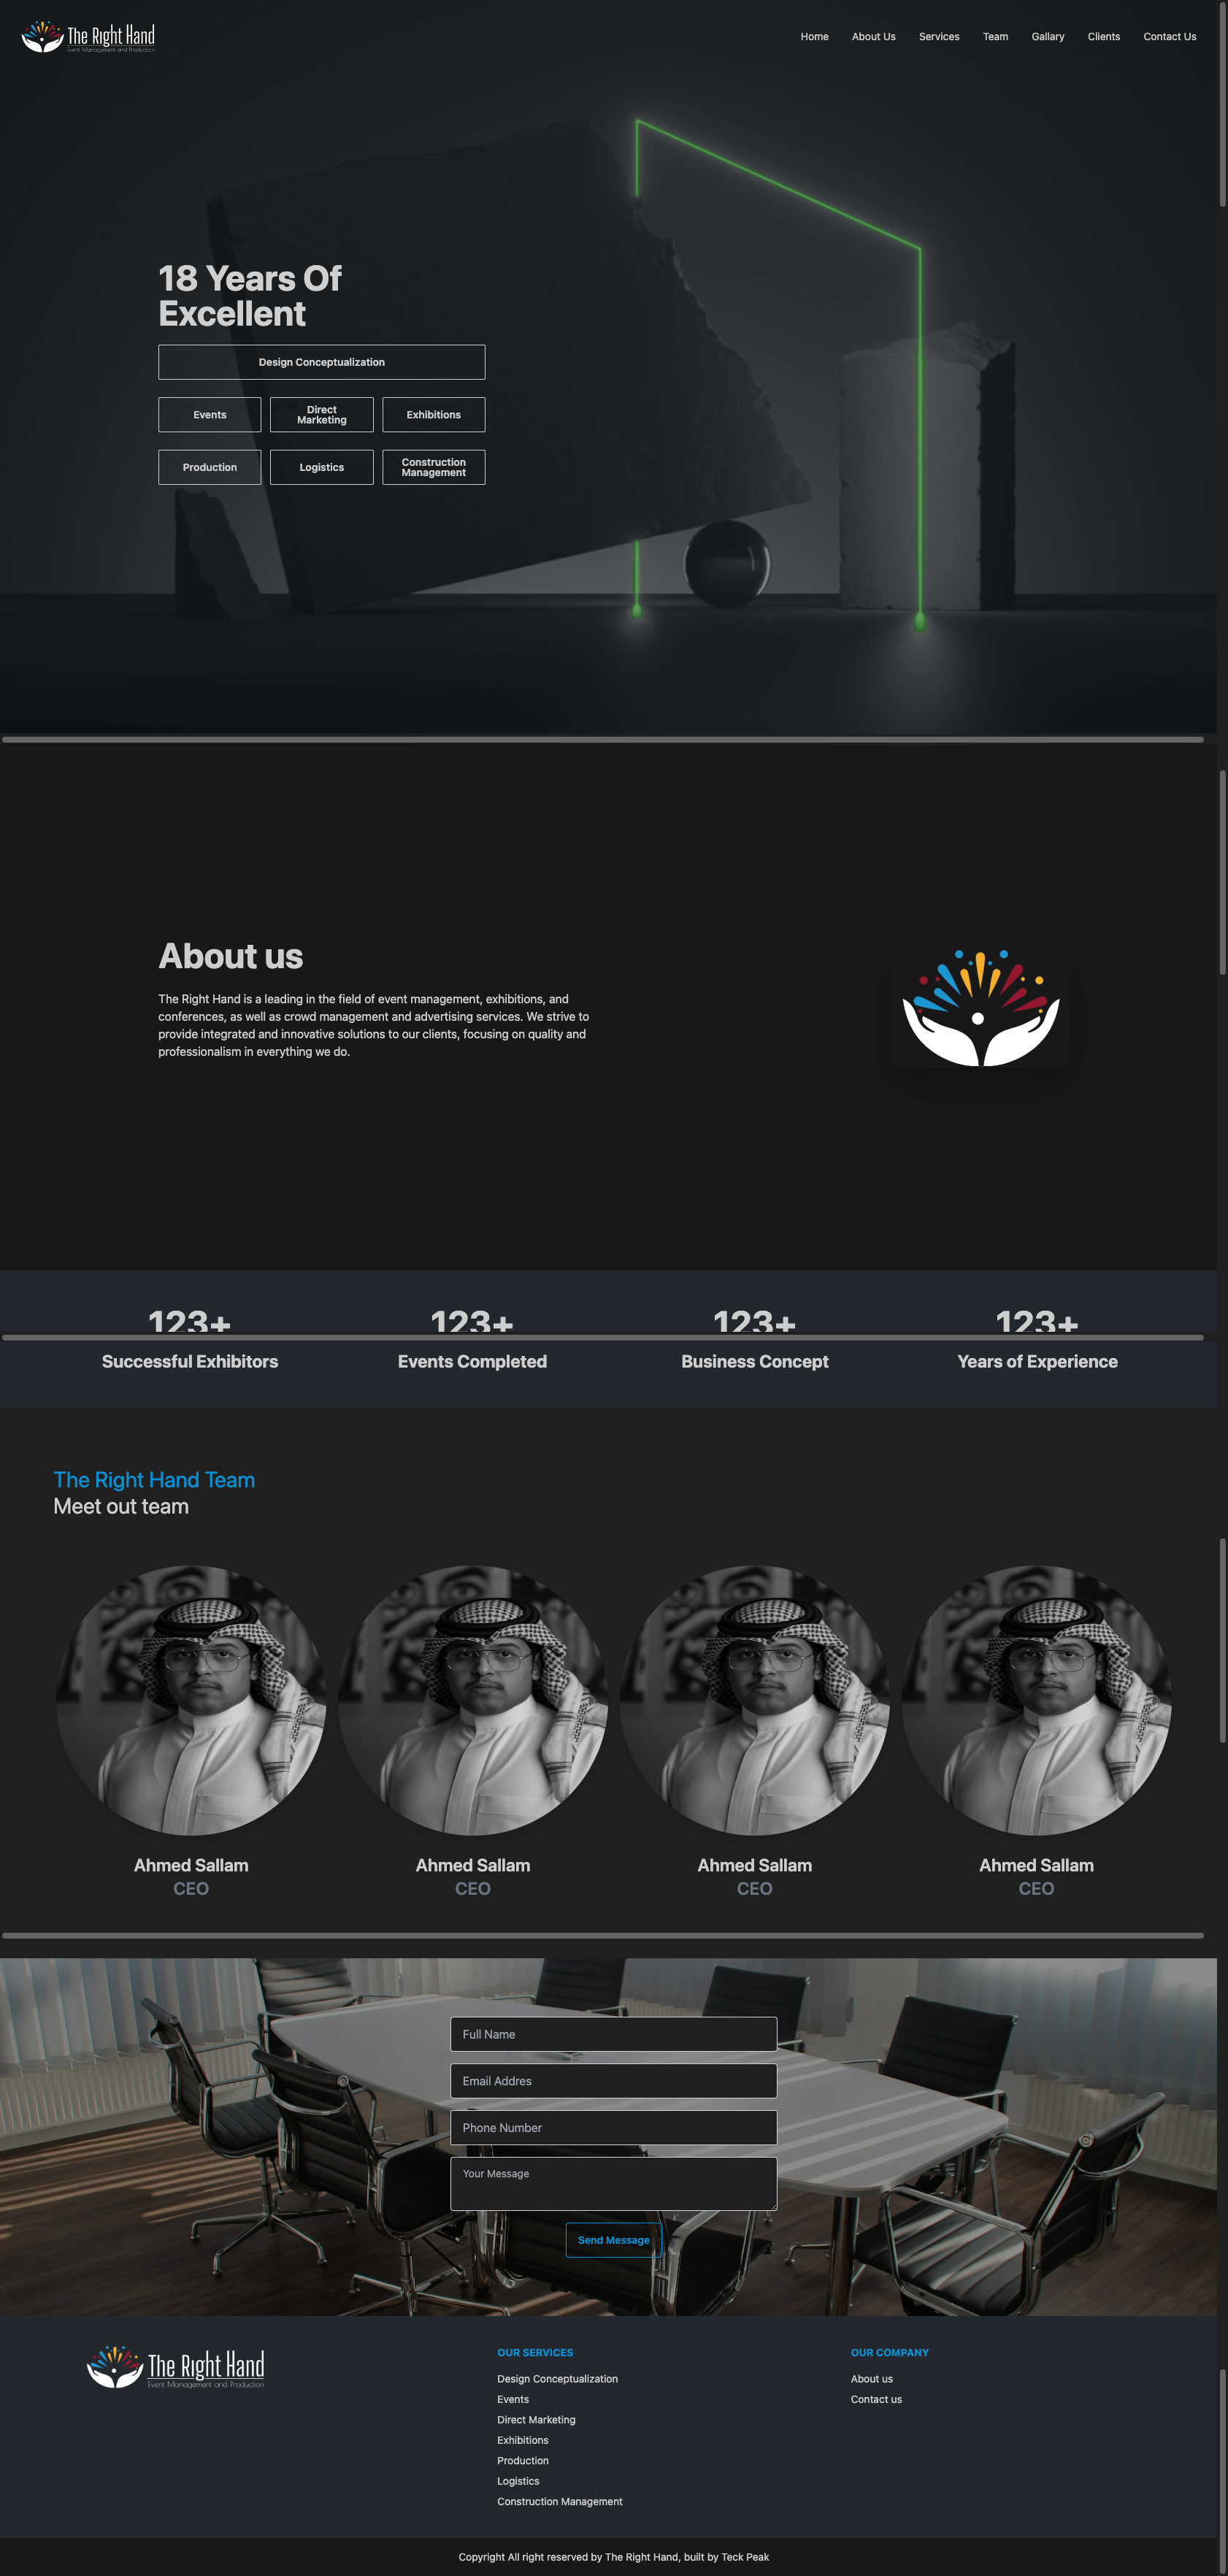 The Right Hand
Event Management and Production
Home About Us Services Team Gallary Clients Contact Us
18 Years Of
Excellent
Design Conceptualization
Events
Direct
Marketing
Exhibitions
Production
Logistics
Construction
Management
About us
The Right Hand is a leading in the field of event management, exhibitions, and
conferences, as well as crowd management and advertising services. We strive to
provide integrated and innovative solutions to our clients, focusing on quality and
professionalism in everything we do.
123+ 123+ 123+ 123+
Successful Exhibitors Events Completed Business Concept Years of Experience
The Right Hand Team
Meet out team
Ahmed Sallam Ahmed Sallam Ahmed Sallam Ahmed Sallam
CEO CEO CEO CEO
Full Name
Email Addres
Phone Number
Your Message
Send Message
The Right Hand
Event Management and Production
OUR SERVICES
Design Conceptualization
Events
Direct Marketing
Exhibitions
Production
Logistics
Construction Management
OUR COMPANY
About us
Contact us
Copyright All right reserved by The Right Hand, built by Teck Peak